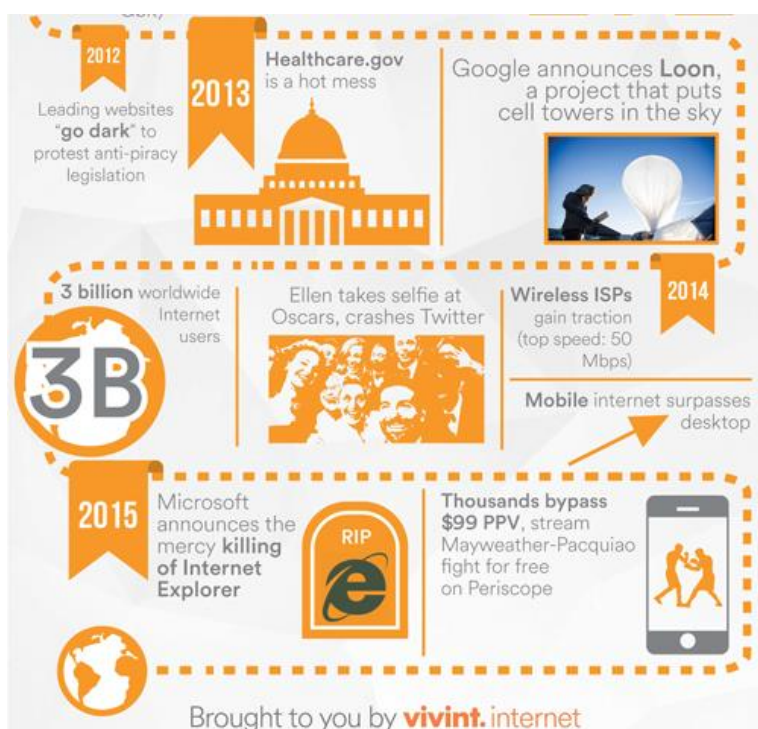 2012
Leading websites
"go dark" to
protest anti-piracy
legislation
2013
Healthcare.gov
is a hot mess
Google announces Loon,
a project that puts
cell towers in the sky
2014
Wireless ISPs
gain traction
(top speed: 50
Mbps)
Mobile internet surpasses
desktop
Ellen takes selfie at
Oscars, crashes Twitter
3 billion worldwide
Internet
users
3B
2015
Microsoft
announces the
mercy killing
of Internet
Explorer
RIP
Thousands bypass
$99 PPV, stream
Mayweather-Pacquiao
fight for free
on Periscope
Brought to you by vivint. internet